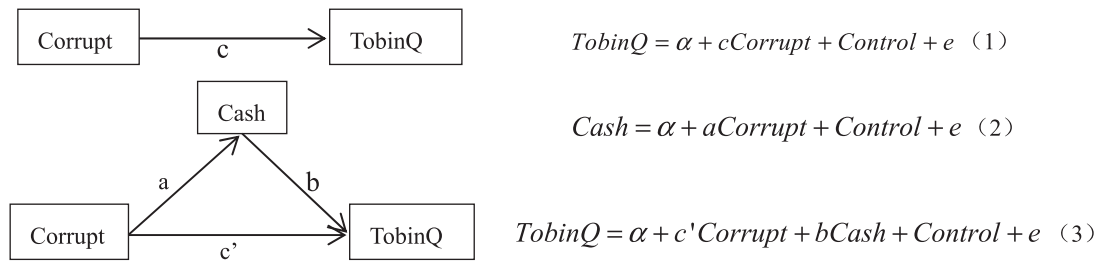 Corrupt
c
TobinQ
TobinQ = α + cCorrupt + Control + e （1）
Cash
Cash = α + aCorrupt + Control + e （2）
a
b
Corrupt
c’
TobinQ
TobinQ = α + c'Corrupt + bCash + Control + e （3）